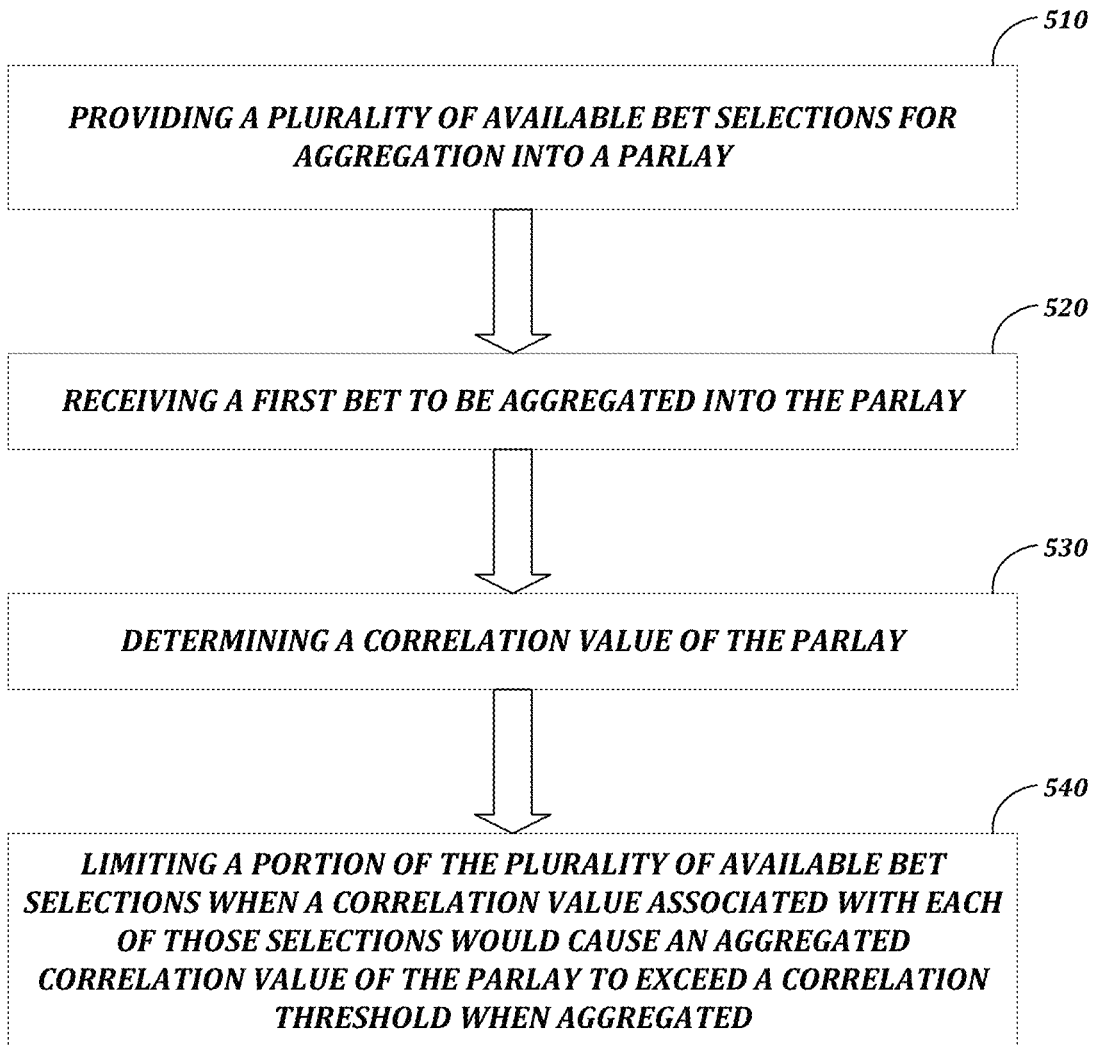 510
PROVIDING A PLURALITY OF AVAILABLE BET SELECTIONS FOR
AGGREGATION INTO A PARLAY
520
RECEIVING A FIRST BET TO BE AGGREGATED INTO THE PARLAY
530
DETERMINING A CORRELATION VALUE OF THE PARLAY
540
LIMITING A PORTION OF THE PLURALITY OF AVAILABLE BET
SELECTIONS WHEN A CORRELATION VALUE ASSOCIATED WITH EACH
OF THOSE SELECTIONS WOULD CAUSE AN AGGREGATED
CORRELATION VALUE OF THE PARLAY TO EXCEED A CORRELATION
THRESHOLD WHEN AGGREGATED